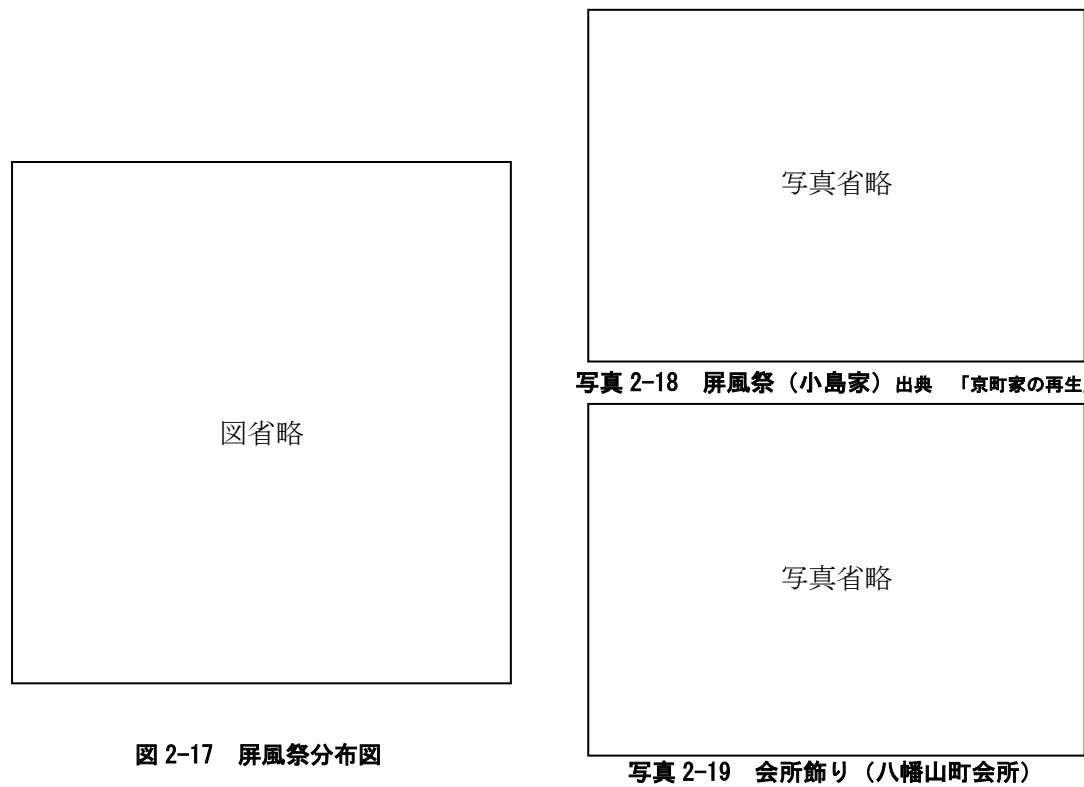 図省略
図 2-17　屏風祭分布図
写真省略
写真 2-18　屏風祭（小島家）出典　「京町家の再生
写真省略
写真 2-19　会所飾り（八幡山町会所）